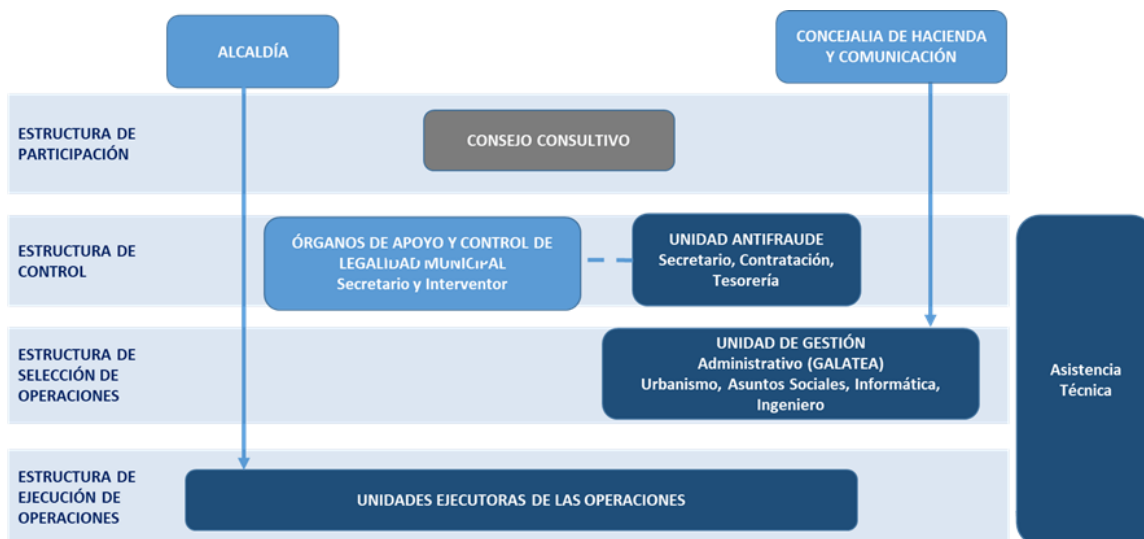 ALCALDÍA
CONCEJALIA DE HACIENDA
Y COMUNICACIÓN
ESTRUCTURA DE
PARTICIPACIÓN
CONSEJO CONSULTIVO
ESTRUCTURA DE
CONTROL
ÓRGANOS DE APOYO Y CONTROL DE
LEGALIDAD MUNICIPAL
Secretario y Interventor
UNIDAD ANTIFRAUDE
Secretario, Contratación,
Tesorería
ESTRUCTURA DE
SELECCIÓN DE
OPERACIONES
UNIDAD DE GESTIÓN
Administrativo (GALATEA)
Urbanismo, Asuntos Sociales, Informática,
Ingeniero
Asistencia
Técnica
ESTRUCTURA DE
EJECUCIÓN DE
OPERACIONES
UNIDADES EJECUTORAS DE LAS OPERACIONES